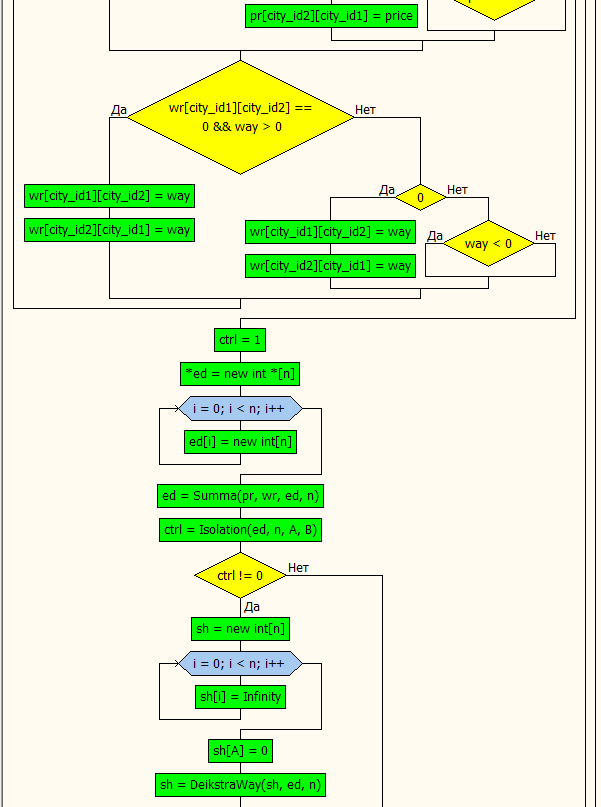 pr[city_id2][city_id1] = price
wr[city_id1][city_id2] ==
0 && way > 0
Да
Нет
wr[city_id1][city_id2] = way
wr[city_id2][city_id1] = way
0
Да
Нет
wr[city_id1][city_id2] = way
wr[city_id2][city_id1] = way
way < 0
Да
Нет
ctrl = 1
*ed = new int *[n]
i = 0; i < n; i++
ed[i] = new int[n]
ed = Summa(pr, wr, ed, n)
ctrl = Isolation(ed, n, A, B)
ctrl != 0
Нет
Да
sh = new int[n]
i = 0; i < n; i++
sh[i] = Infinity
sh[A] = 0
sh = DeikstraWay(sh, ed, n)